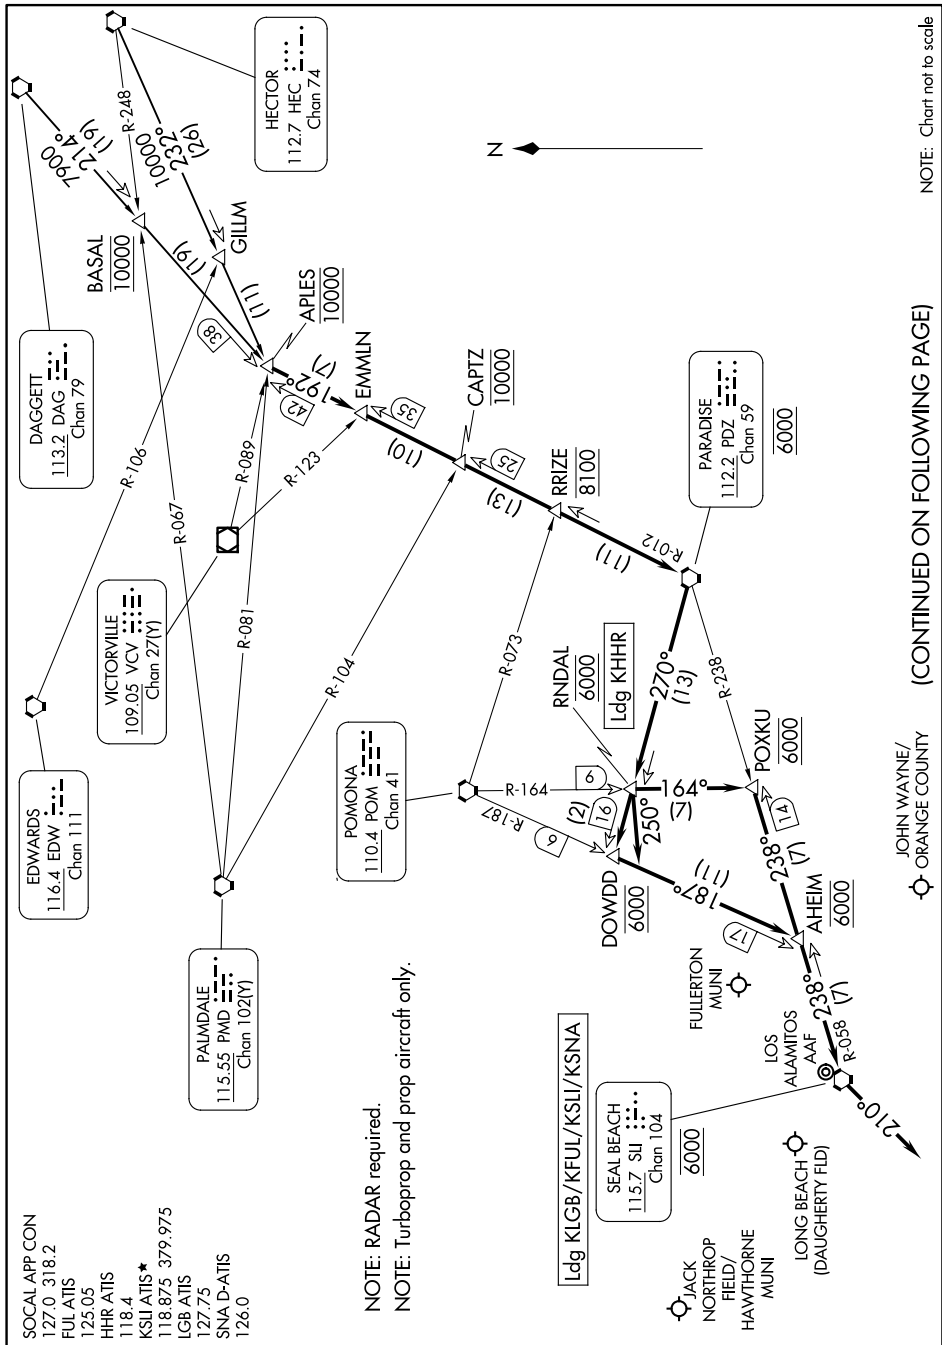 SOCAL APP CON
127.0 318.2
FUL ATIS
125.05
HHR ATIS
118.4
KSLI ATIS★
118.875 379.975
LGB ATIS
127.75
SNA D-ATIS
126.0
NOTE: RADAR required.
NOTE: Turboprop and prop aircraft only.
PALMDALE
115.55 PMD
Chan 102(Y)
EDWARDS
116.4 EDW
Chan 111
VICTORVILLE
109.05 VCV
Chan 27(Y)
DAGGETT
113.2 DAG
Chan 79
HECTOR
112.7 HEC
Chan 74
POMONA
110.4 POM
Chan 41
PARADISE
112.2 PDZ
Chan 59
6000
Ldg KLGB/KFUL/KSLI/KSNA
SEAL BEACH
115.7 SLI
Chan 104
6000
7900
214°
(19)
R-248
10000
232°
(26)
BASAL
10000
GILLM
(19)
(11)
38
R-106
R-067
R-089
R-123
R-081
R-104
APLES
10000
42
192°
(7)
EMMLN
35
(10)
CAPTZ
10000
25
(13)
RRIZE
8100
R-073
(11)
R-012
RNDAL
6000
Ldg KHHR
270°
(13)
R-238
R-164
9
R-187
9
16
(2)
250°
164°
(7)
POXKU
6000
14
DOWDD
6000
187°
(11)
17
238°
(7)
AHEIM
6000
238°
(7)
R-058
210°
FULLERTON
MUNI
LOS
ALAMITOS
AAF
LONG BEACH
(DAUGHERTY FLD)
JACK
NORTHROP
FIELD/
HAWTHORNE
MUNI
JOHN WAYNE/
ORANGE COUNTY
N
(CONTINUED ON FOLLOWING PAGE)
NOTE: Chart not to scale